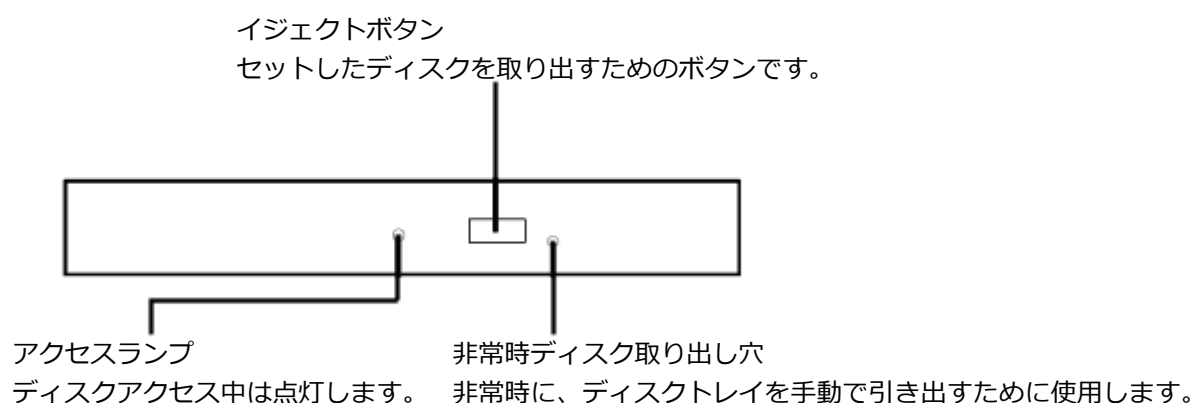 イジェクトボタン
セットしたディスクを取り出すためのボタンです。
アクセスランプ
ディスクアクセス中は点灯します。
非常時ディスク取り出し穴
非常時に、ディスクトレイを手動で引き出すために使用します。